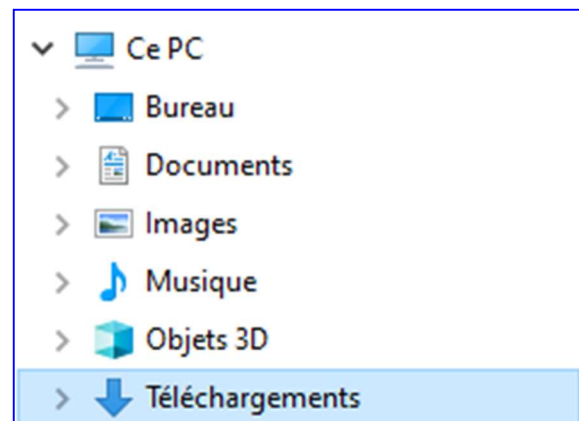 Ce PC
Bureau
Documents
Images
Musique
Objets 3D
Téléchargements